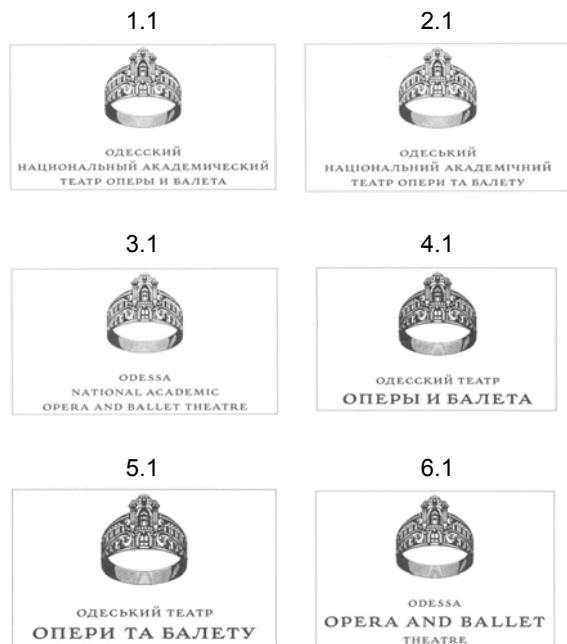 1.1
2.1
ОДЕССКИЙ
НАЦИОНАЛЬНЫЙ АКАДЕМИЧЕСКИЙ
ТЕАТР ОПЕРЫ И БАЛЕТА
ОДЕСЬКИЙ
НАЦІОНАЛЬНИЙ АКАДЕМІЧНИЙ
ТЕАТР ОПЕРИ ТА БАЛЕТУ
3.1
4.1
ODESSA
NATIONAL ACADEMIC
OPERA AND BALLET THEATRE
ОДЕССКИЙ ТЕАТР
ОПЕРЫ И БАЛЕТА
5.1
6.1
ОДЕСЬКИЙ ТЕАТР
ОПЕРИ ТА БАЛЕТУ
ODESSA
OPERA AND BALLET
THEATRE